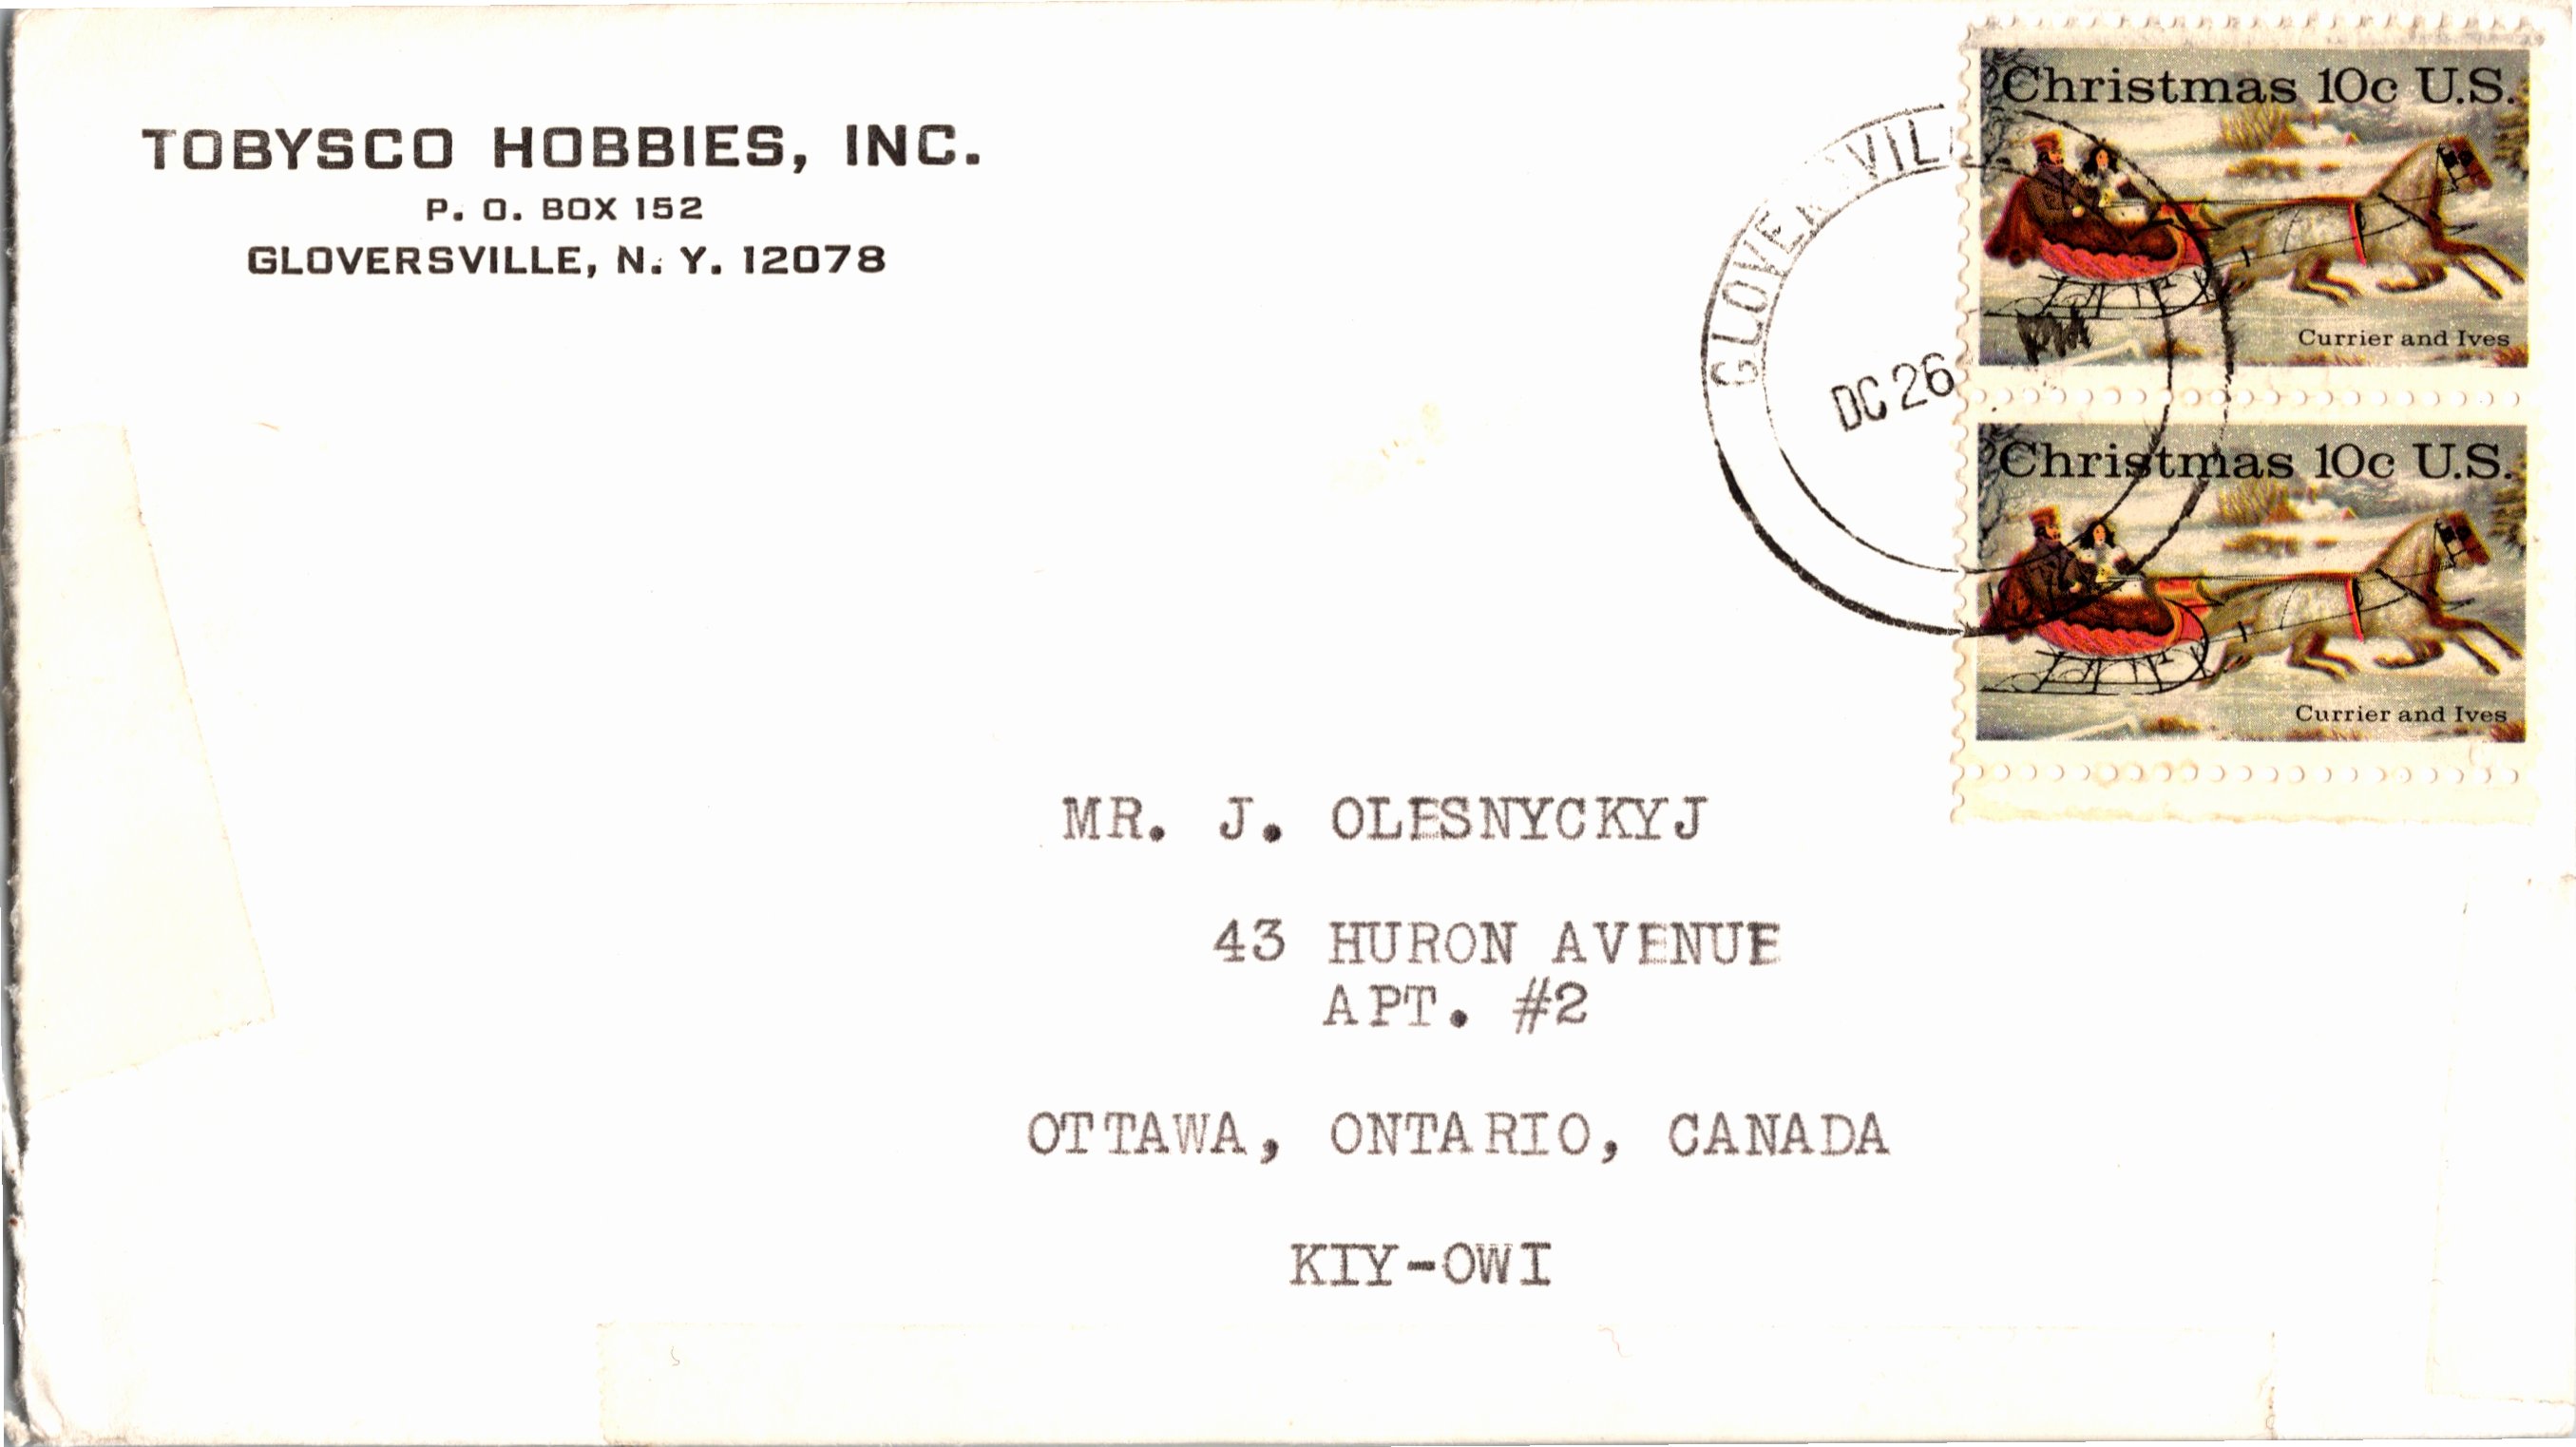 TOBYSCO HOBBIES, INC.
P. O. BOX 152
GLOVERSVILLE, N. Y. 12078
Christmas 10c U.S.
Currier and Ives
Christmas 10c U.S.
Currier and Ives
DC 26
PM
MR. J. OLESNYCKYJ
43 HURON AVENUE
APT. #2
OTTAWA, ONTARIO, CANADA
KIY-OWI